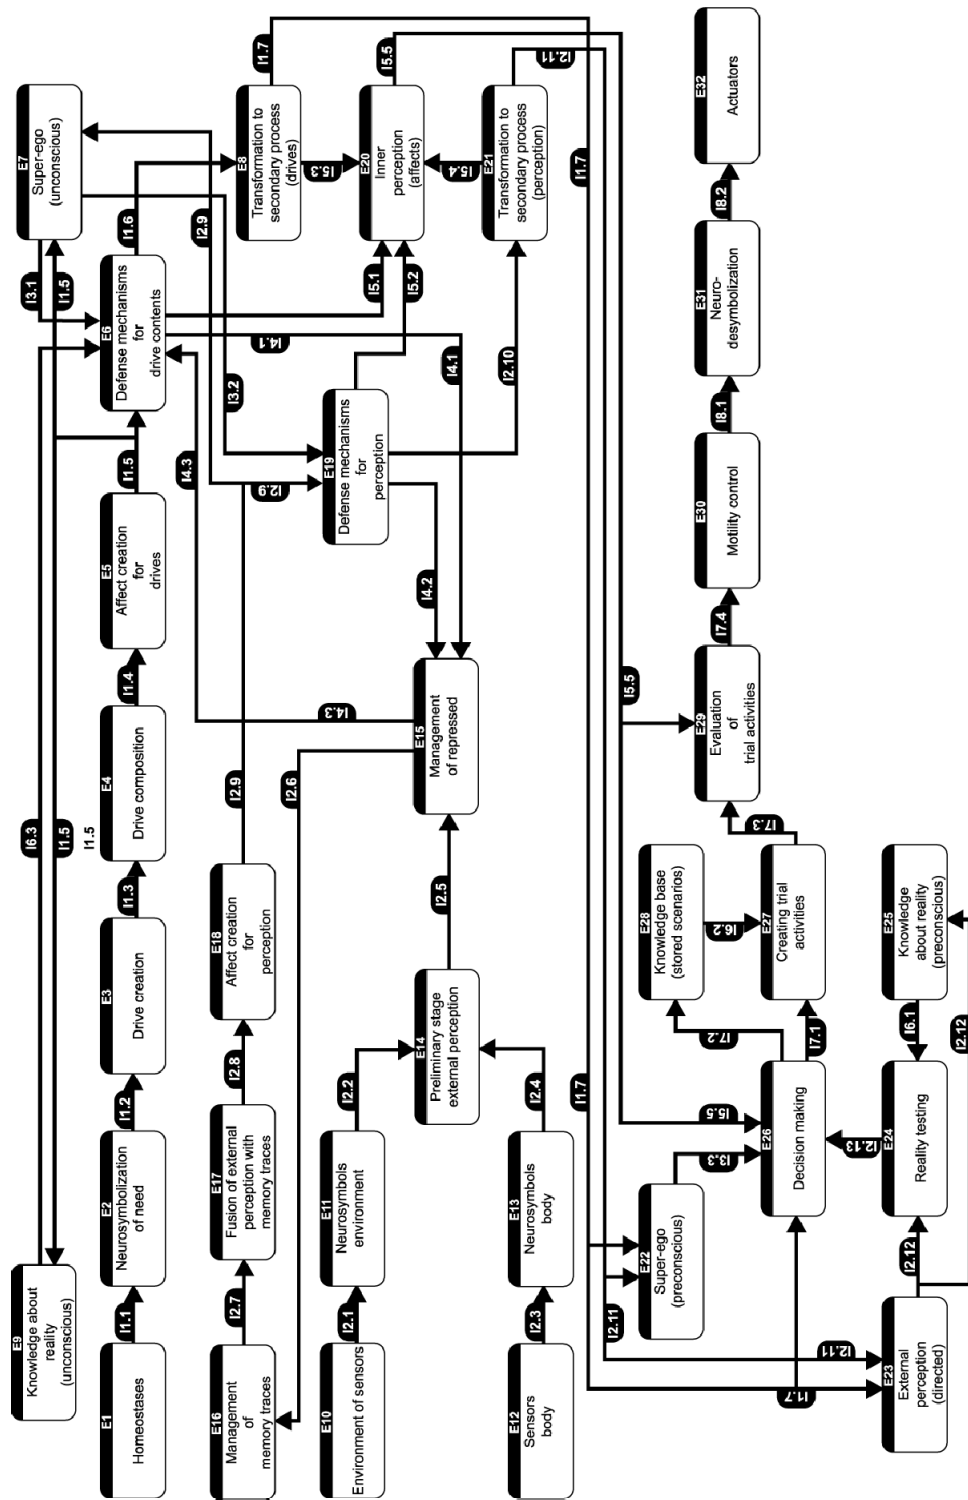 E9
Knowledge about
reality
(unconscious)
I6.3
I1.5
I1.5
I3.1
I1.5
E7
Super-ego
(unconscious)
E1
Homeostases
I1.1
E2
Neurosymbolization
of need
I1.2
E3
Drive creation
I1.3
E4
Drive composition
I1.4
E5
Affect creation
for
drives
I1.5
E6
Defense mechanisms
for
drive contents
I1.6
I4.3
I2.9
I3.2
I4.1
E16
Management
of
memory traces
I2.7
E17
Fusion of external
perception with
memory traces
I2.8
E18
Affect creation
for
perception
I2.9
I2.9
E8
Transformation to
secondary process
(drives)
I1.7
I2.6
I4.3
E10
Environment of sensors
I2.1
E11
Neurosymbols
environment
I2.2
E19
Defense mechanisms
for
perception
I5.3
I5.1
I5.2
E20
Inner
perception
(affects)
I5.5
E14
Preliminary stage
external perception
I2.5
E15
Management
of repressed
I4.2
I4.1
I5.4
E12
Sensors
body
I2.3
E13
Neurosymbols
body
I2.4
I2.10
E21
Transformation to
secondary process
(perception)
I2.11
I1.7
I1.7
I2.11
I5.5
E22
Super-ego
(preconscious)
I3.3
I5.5
I7.2
E28
Knowledge base
(stored scenarios)
I6.2
E29
Evaluation
of
trial activities
I7.4
E30
Motility control
I8.1
E31
Neuro-
desymbolization
I8.2
E32
Actuators
I1.7
E26
Decision making
I7.1
E27
Creating trial
activities
I7.3
I2.11
I2.13
E23
External
perception
(directed)
I2.12
E24
Reality testing
I6.1
E25
Knowledge
about reality
(preconscious)
I2.12